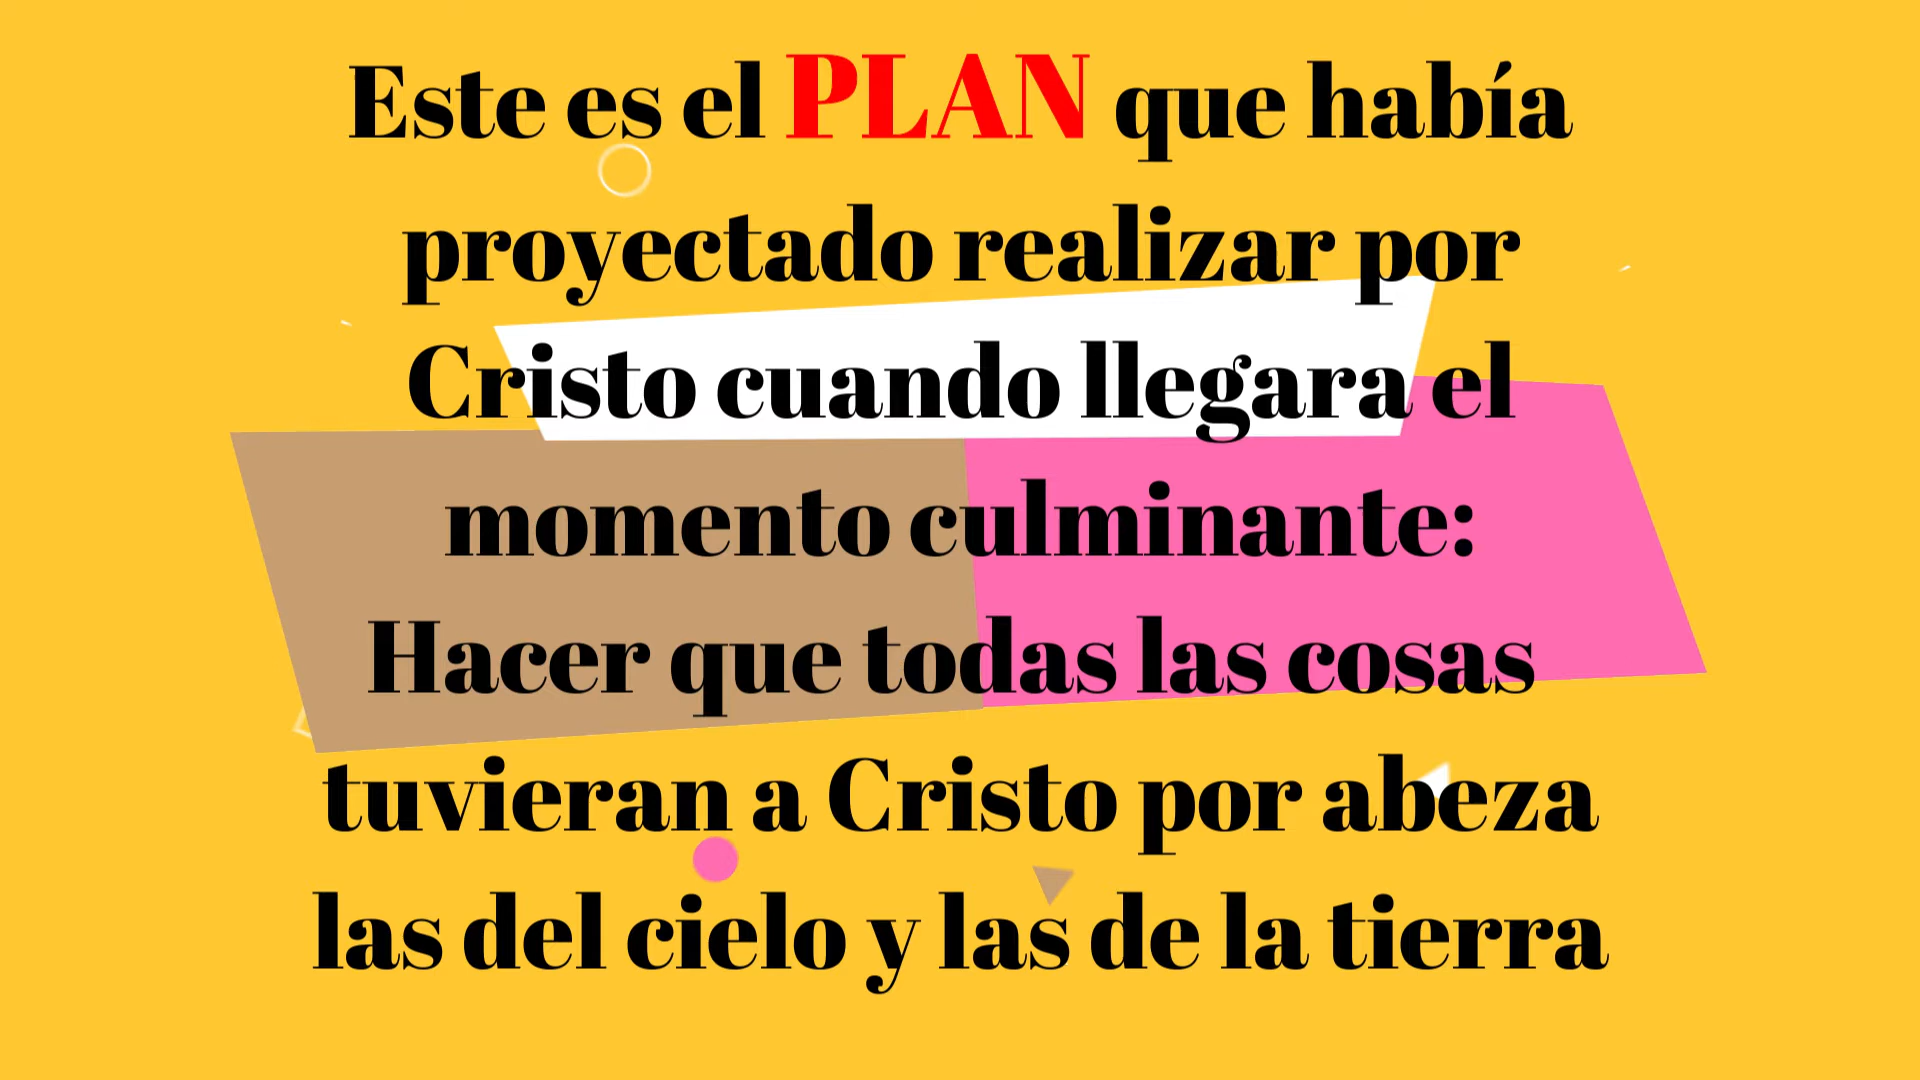 Este es el PLAN que había
proyectado realizar por
Cristo cuando llegara el
momento culminante:
Hacer que todas las cosas
tuvieran a Cristo por abeza
las del cielo y las de la tierra